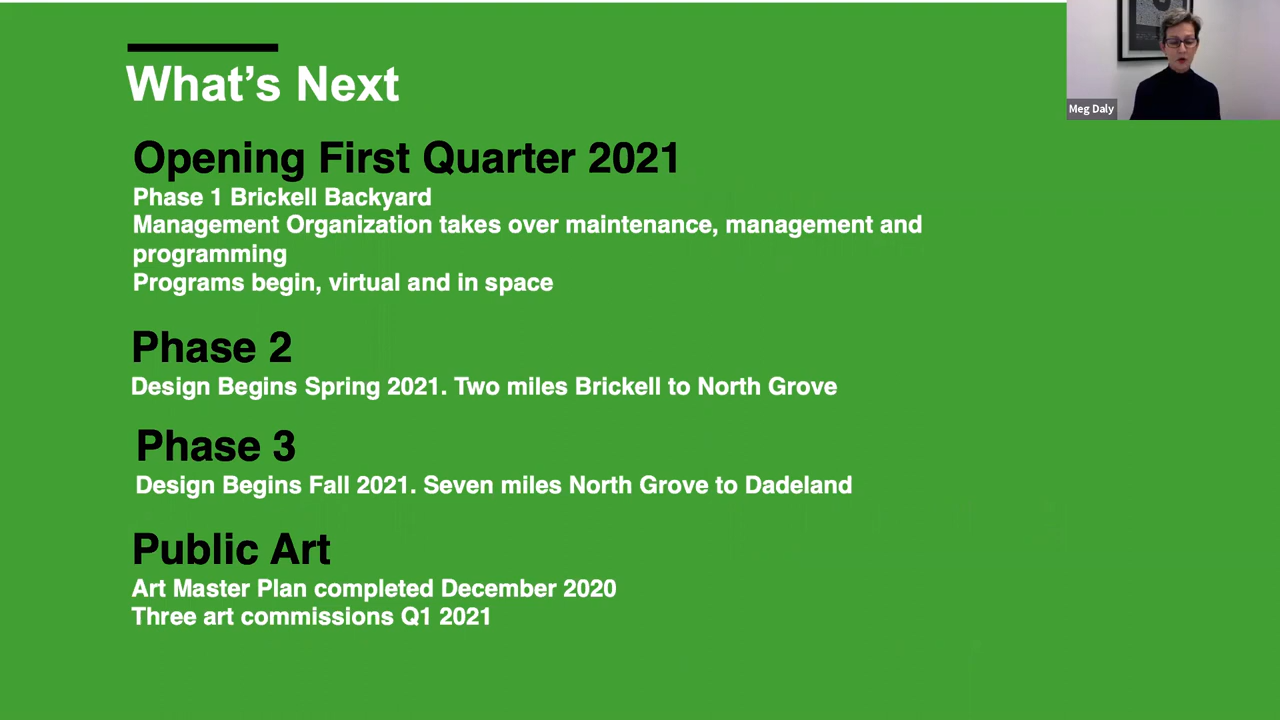 What's Next
Meg Daly
Opening First Quarter 2021
Phase 1 Brickell Backyard
Management Organization takes over maintenance, management and
programming
Programs begin, virtual and in space
Phase 2
Design Begins Spring 2021. Two miles Brickell to North Grove
Phase 3
Design Begins Fall 2021. Seven miles North Grove to Dadeland
Public Art
Art Master Plan completed December 2020
Three art commissions Q1 2021